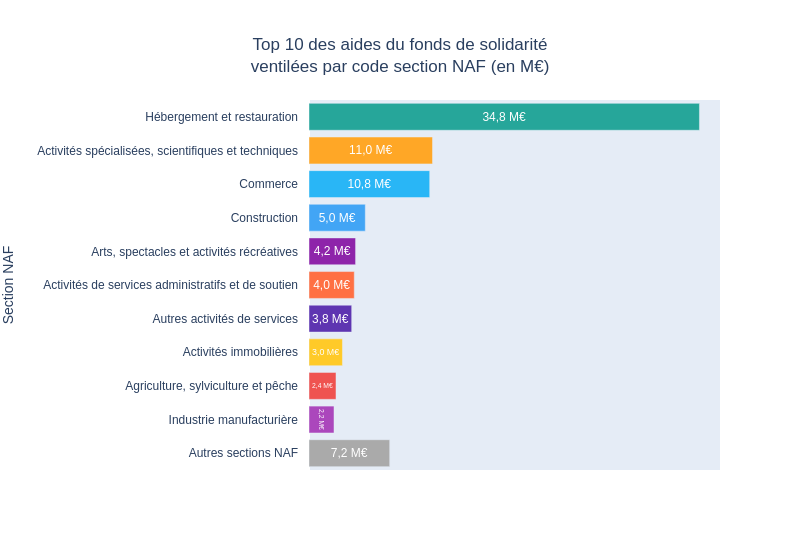 Top 10 des aides du fonds de solidarité
ventilées par code section NAF (en M€)
Section NAF
Hébergement et restauration 34,8 M€
Activités spécialisées, scientifiques et techniques 11,0 M€
Commerce 10,8 M€
Construction 5,0 M€
Arts, spectacles et activités récréatives 4,2 M€
Activités de services administratifs et de soutien 4,0 M€
Autres activités de services 3,8 M€
Activités immobilières 3,0 M€
Agriculture, sylviculture et pêche 2,4 M€
Industrie manufacturière 2,2 M€
Autres sections NAF 7,2 M€